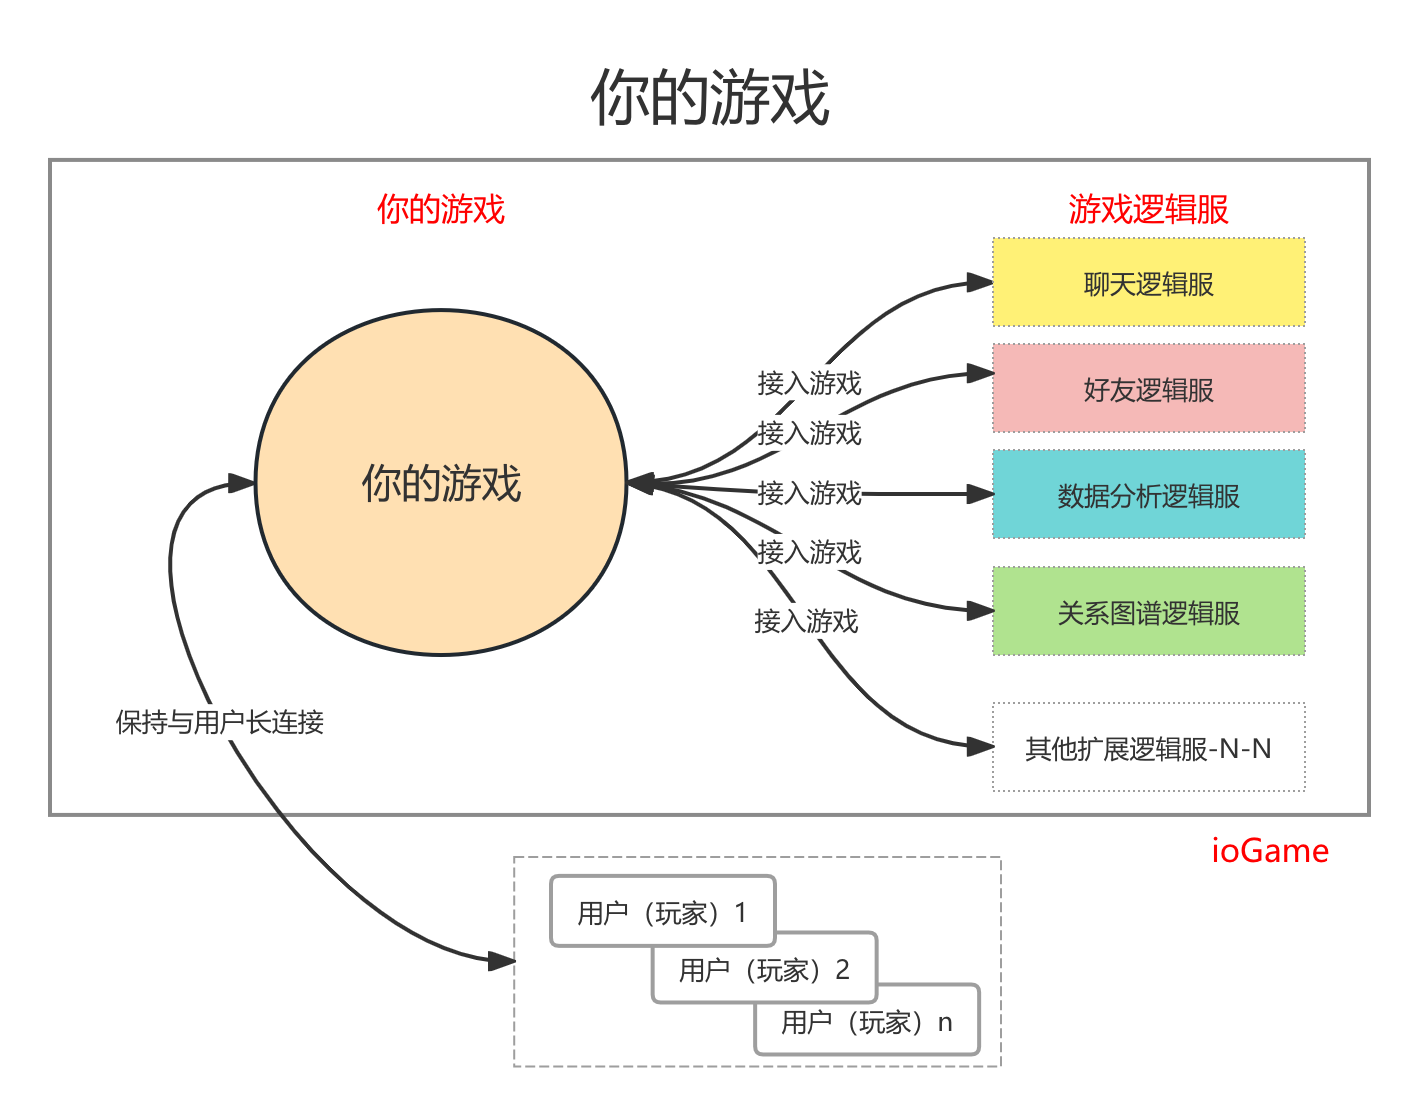 你的游戏
你的游戏
游戏逻辑服
聊天逻辑服
接入游戏
好友逻辑服
接入游戏
你的游戏
接入游戏
数据分析逻辑服
接入游戏
关系图谱逻辑服
接入游戏
保持与用户长连接
其他扩展逻辑服-N-N
ioGame
用户（玩家）1
用户（玩家）2
用户（玩家）n